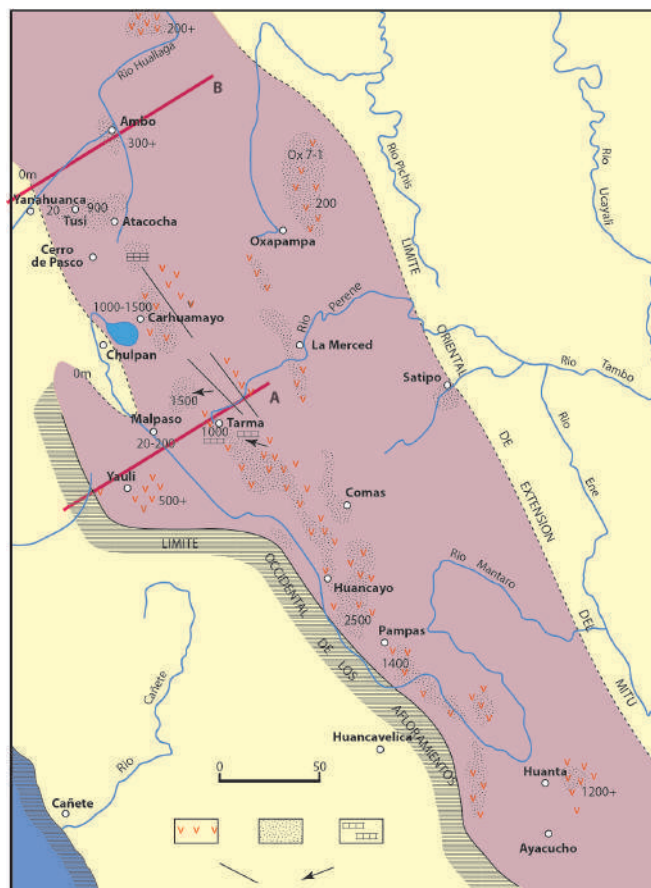 200+
Rio Huallaga
B
Ambo
300+
Ox 7-1
0m
Yanahuanca
20
900
Tusi
Atacocha
200
Oxapampa
Rio Pichis
Rio
Ucayali
Cerro
de Pasco
LIMITE
1000-1500
Carhuamayo
Rio
Perene
ORIENTAL
Chulpan
La Merced
0m
Satipo
Rio
Tambo
1500
A
Malpaso
20-200
1000
Tarma
Rio
Ene
DE
EXTENSION
Yauli
500+
Comas
LIMITE
OCCIDENTAL
Rio
Mantaro
Huancayo
2500
DEL
Pampas
1400
DE
LOS
MITU
AFLORAMIENTOS
Cañete
Rio
Huancavelica
0
50
Huanta
1200+
Cañete
Ayacucho